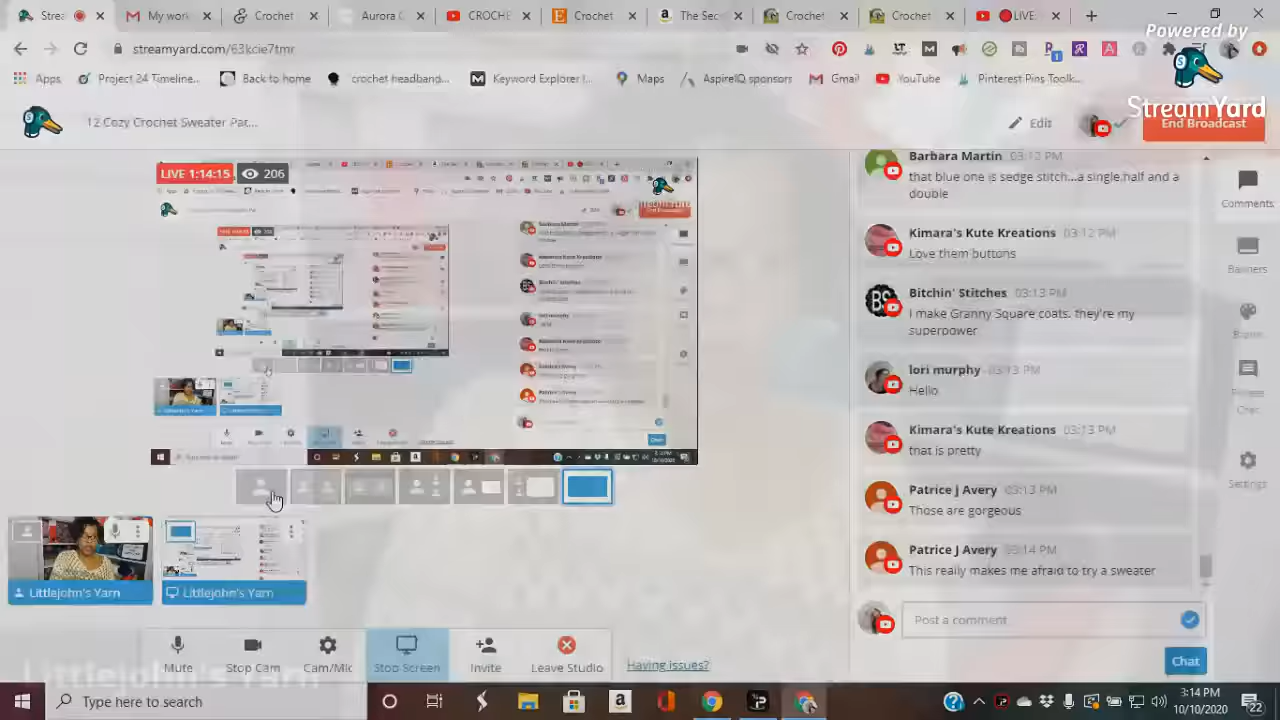 Strea
M My work
Crochet
Aurora C
CROCHE
Crochet
The Sec
Crochet
Crochet
LIVE:
streamyard.com/63kcie7tmr
Powered by
StreamYard
Apps
Project 24 Timeline...
Back to home
crochet headband...
Keyword Explorer |...
Maps
AspireIQ sponsors
Gmail
YouTube
Pinterest Pins Toolk...
12 Cozy Crochet Sweater Pat...
Edit
End Broadcast
LIVE 1:14:15
206
Barbara Martin 03:12 PM
that blue one is sedge stitch...a single,half and a
double
Kimara's Kute Kreations 03:12 PM
Love them buttons
Bitchin' Stitches 03:13 PM
I make Granny Square coats. they're my
superpower
lori murphy 03:13 PM
Hello
Kimara's Kute Kreations 03:13 PM
that is pretty
Patrice J Avery 03:13 PM
Those are gorgeous
Patrice J Avery 03:14 PM
This really makes me afraid to try a sweater
Post a comment
Chat
Comments
Banners
Brand
Private
Chat
Settings
Littlejohn's Yarn
Littlejohn's Yarn
Mute
Stop Cam
Cam/Mic
Stop Screen
Invite
Leave Studio
Having issues?
Littlejohn's Yarn
Type here to search
3:14 PM
10/10/2020
22